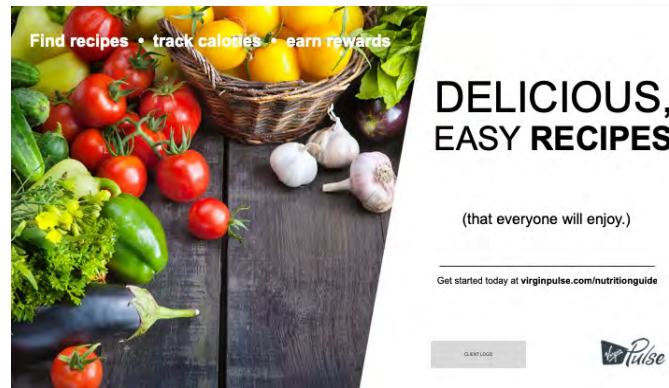 Find recipes • track calories • earn rewards
DELICIOUS,
EASY RECIPES
(that everyone will enjoy.)
Get started today at virginpulse.com/nutritionguide
CLIENT LOGO
Virgin Pulse